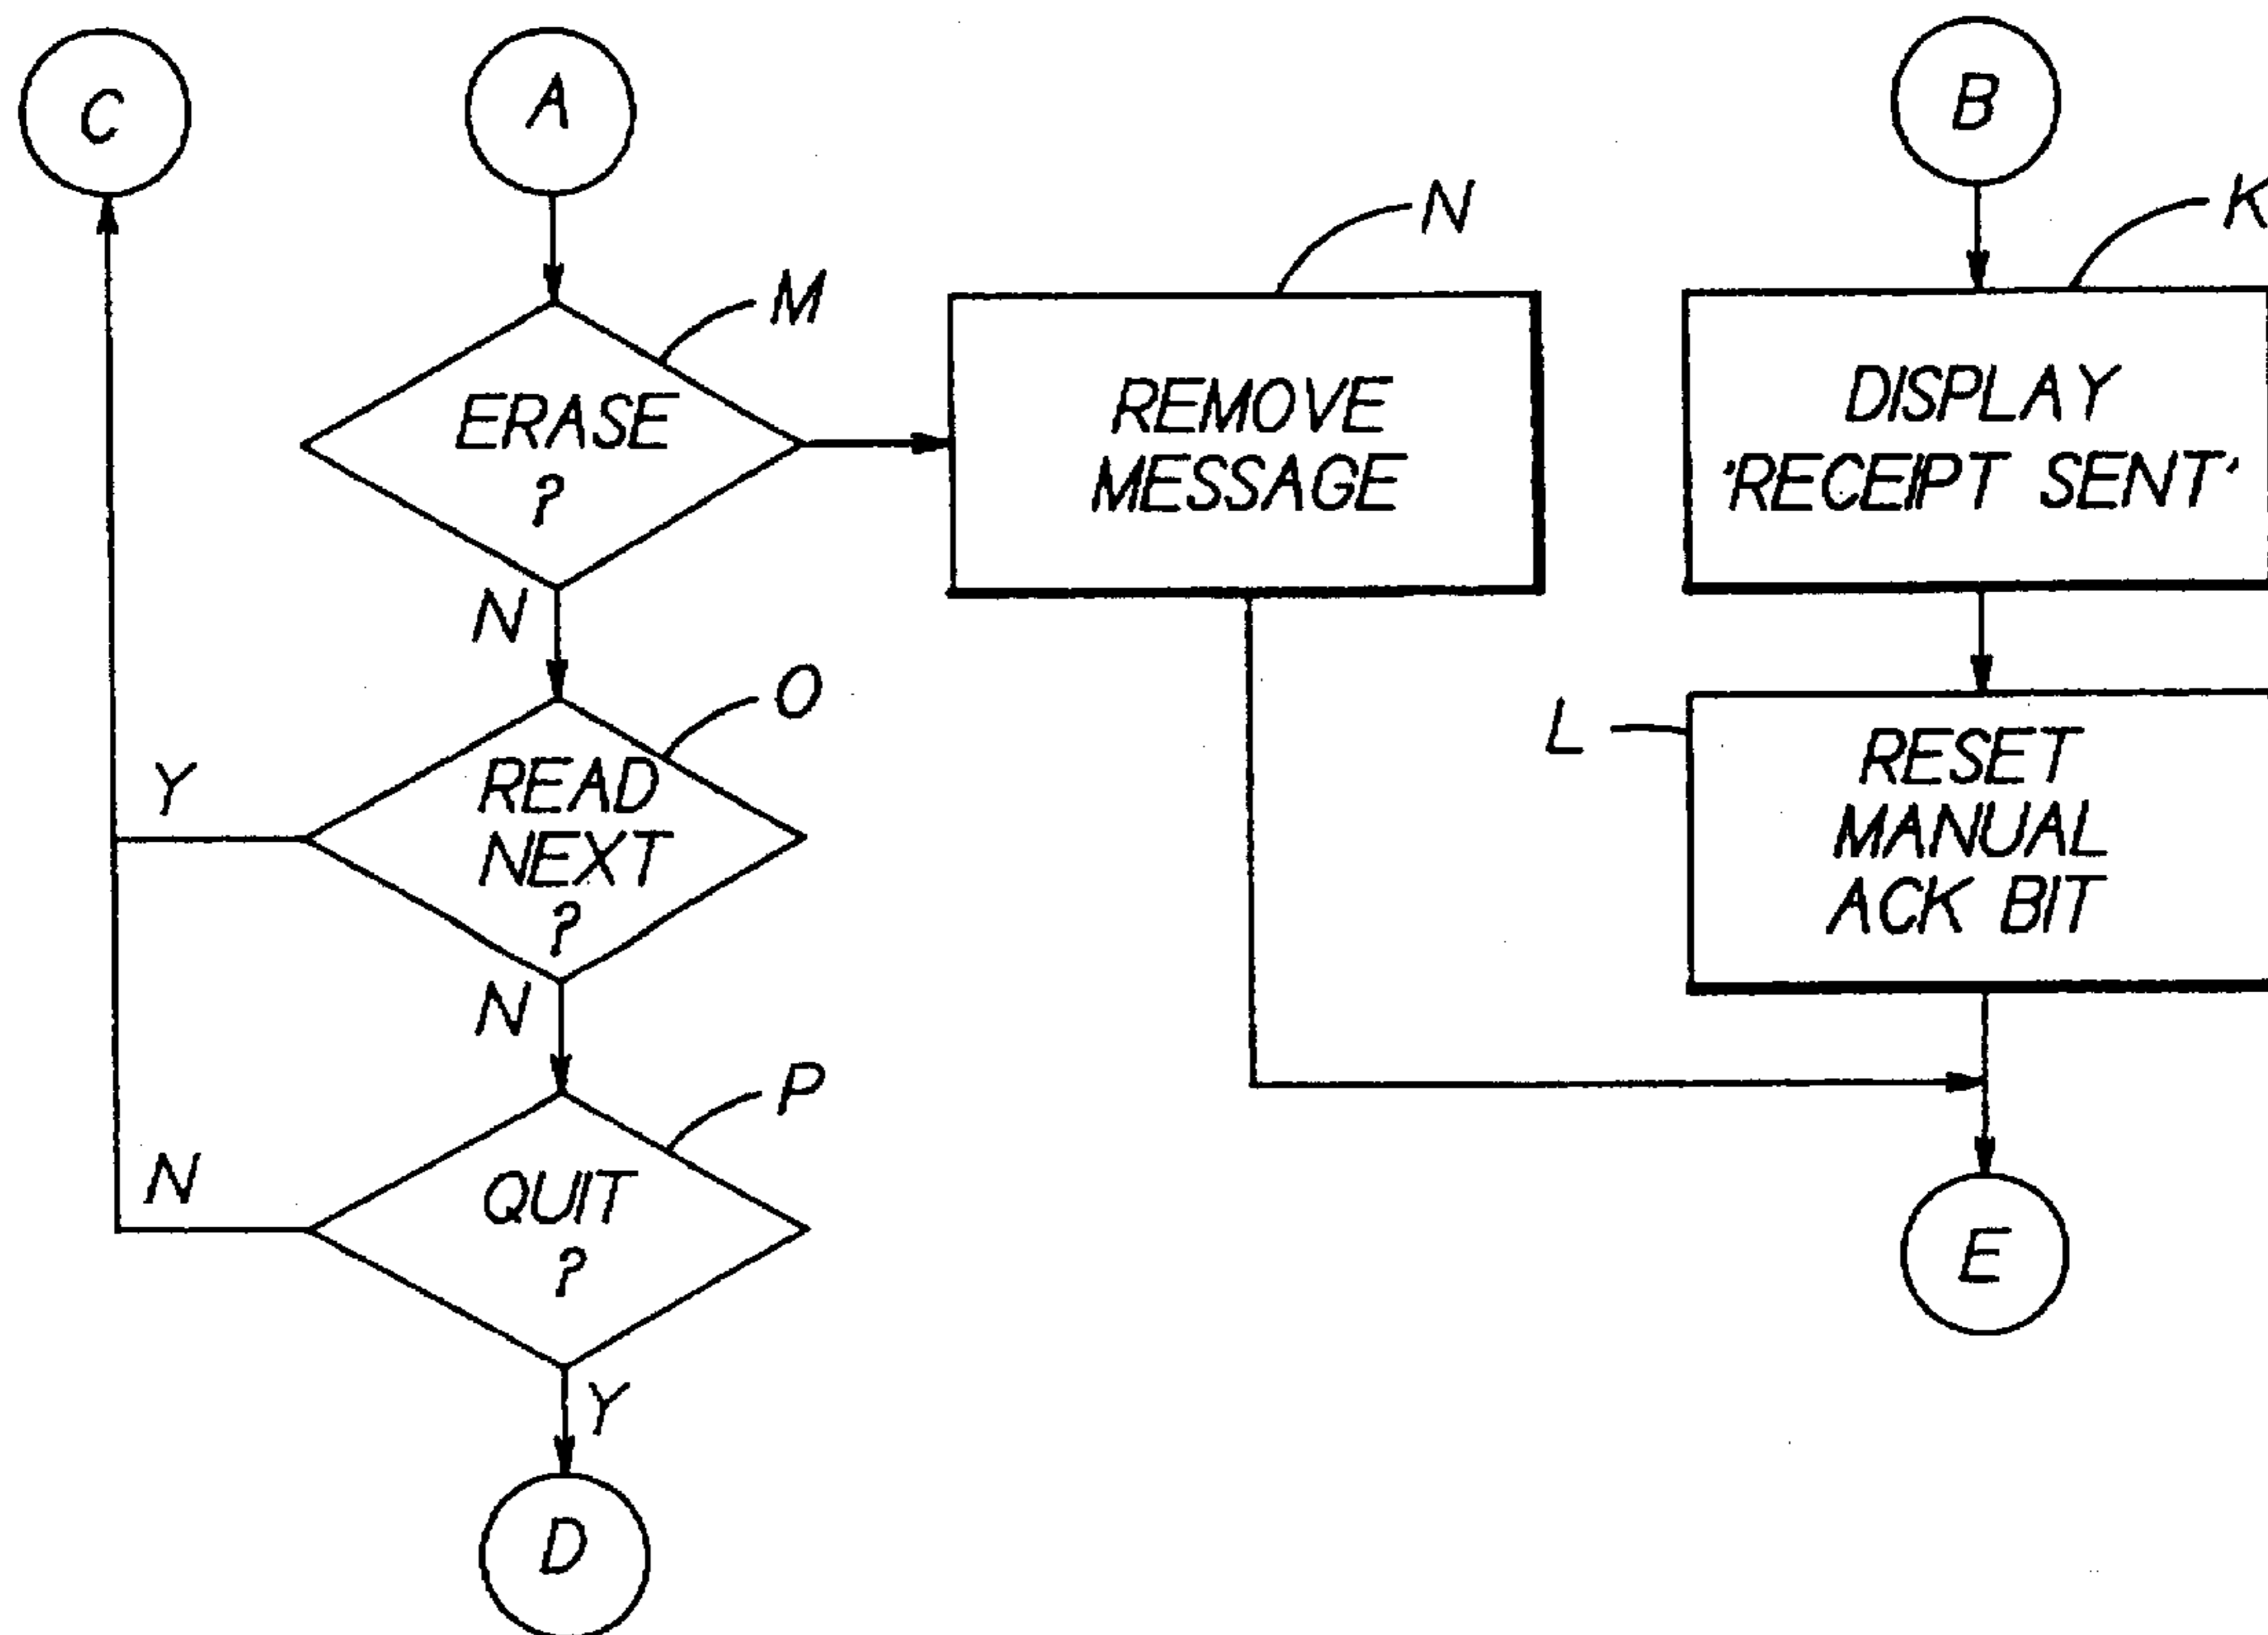 C
A
B
N
K
M
ERASE
?
REMOVE
MESSAGE
DISPLAY
'RECEIPT SENT'
N
O
READ
NEXT
?
Y
L
RESET
MANUAL
ACK BIT
N
P
QUIT
?
N
E
Y
D